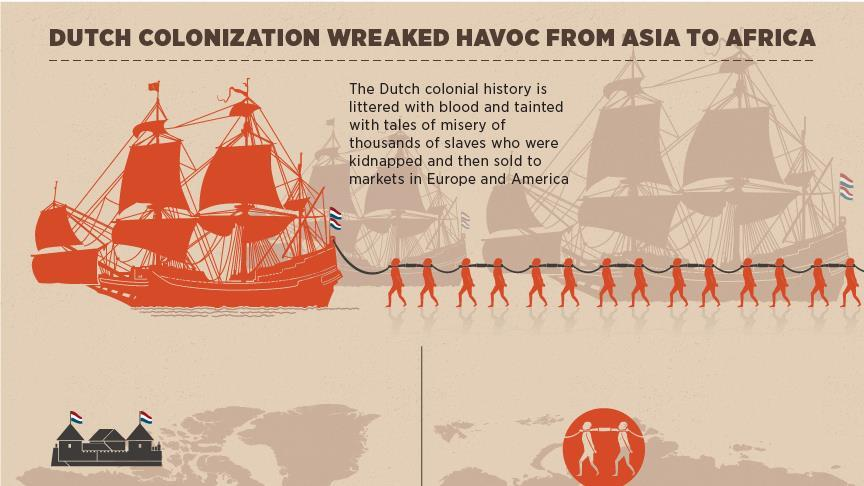 DUTCH COLONIZATION WREAKED HAVOC FROM ASIA TO AFRICA
The Dutch colonial history is
littered with blood and tainted
with tales of misery of
thousands of slaves who were
kidnapped and then sold to
markets in Europe and America